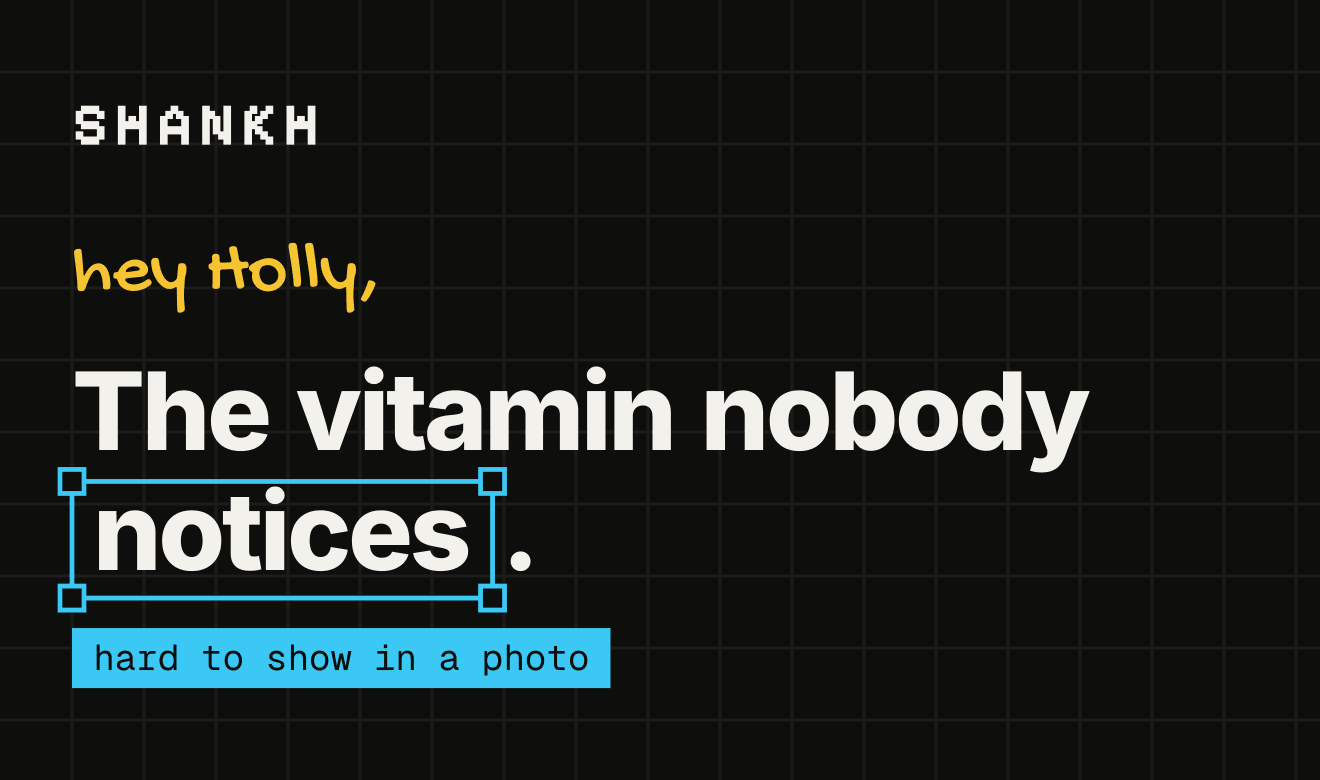 SHANKH
hey Holly,
The vitamin nobody
notices.
hard to show in a photo